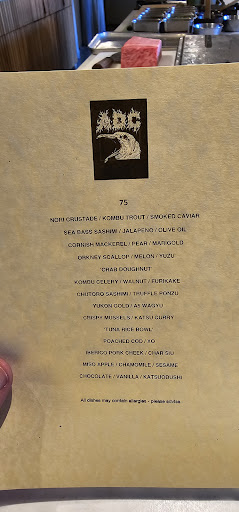 ADC
75
NORI CRUSTADE / KOMBU TROUT / SMOKED CAVIAR
SEA BASS SASHIMI / JALAPENO / OLIVE OIL
CORNISH MACKEREL / PEAR / MARIGOLD
ORKNEY SCALLOP / MELON / YUZU
'CRAB DOUGHNUT'
KOMBU CELERY / WALNUT / FURIKAKE
CHUTORO SASHIMI / TRUFFLE PONZU
YUKON GOLD / A5 WAGYU
CRISPY MUSSELS / KATSU CURRY
'TUNA RICE BOWL'
POACHED COD / XO
IBERICO PORK CHEEK / CHAR SIU
MISO APPLE / CHAMOMILE / SESAME
CHOCOLATE / VANILLA / KATSUOBUSHI
All dishes may contain allergies - please advise